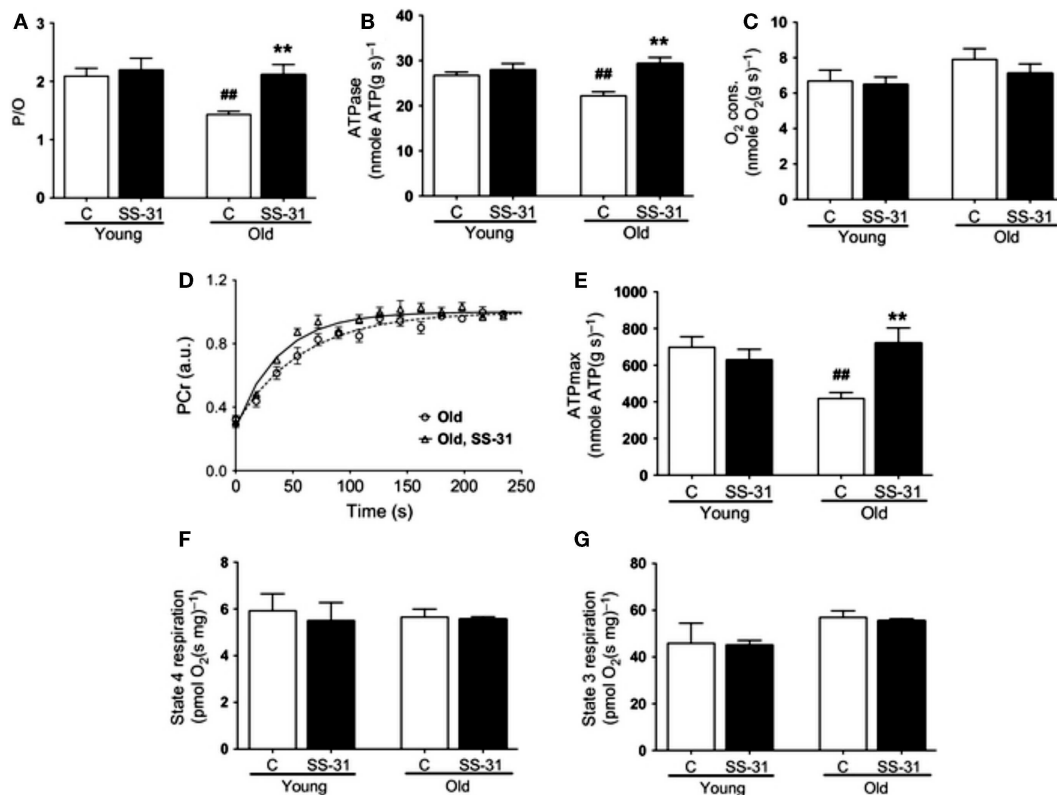 A
P/O
3
2
1
0
##
**
C SS-31 C SS-31
Young Old
B
ATPase
(nmole ATP(g s)⁻¹
40
30
20
10
0
##
**
C SS-31 C SS-31
Young Old
C
O₂ cons.
(nmole O₂(g s)⁻¹
10
8
6
4
2
0
C SS-31 C SS-31
Young Old
D
PCr (a.u.)
1.2
0.8
0.4
0.0
Old
Old, SS-31
0 50 100 150 200 250
Time (s)
E
ATPmax
(nmole ATP(g s)⁻¹
1000
800
600
400
200
0
##
**
C SS-31 C SS-31
Young Old
F
State 4 respiration
(pmol O₂(s mg)⁻¹
8
6
4
2
0
C SS-31 C SS-31
Young Old
G
State 3 respiration
(pmol O₂(s mg)⁻¹
80
60
40
20
0
C SS-31 C SS-31
Young Old